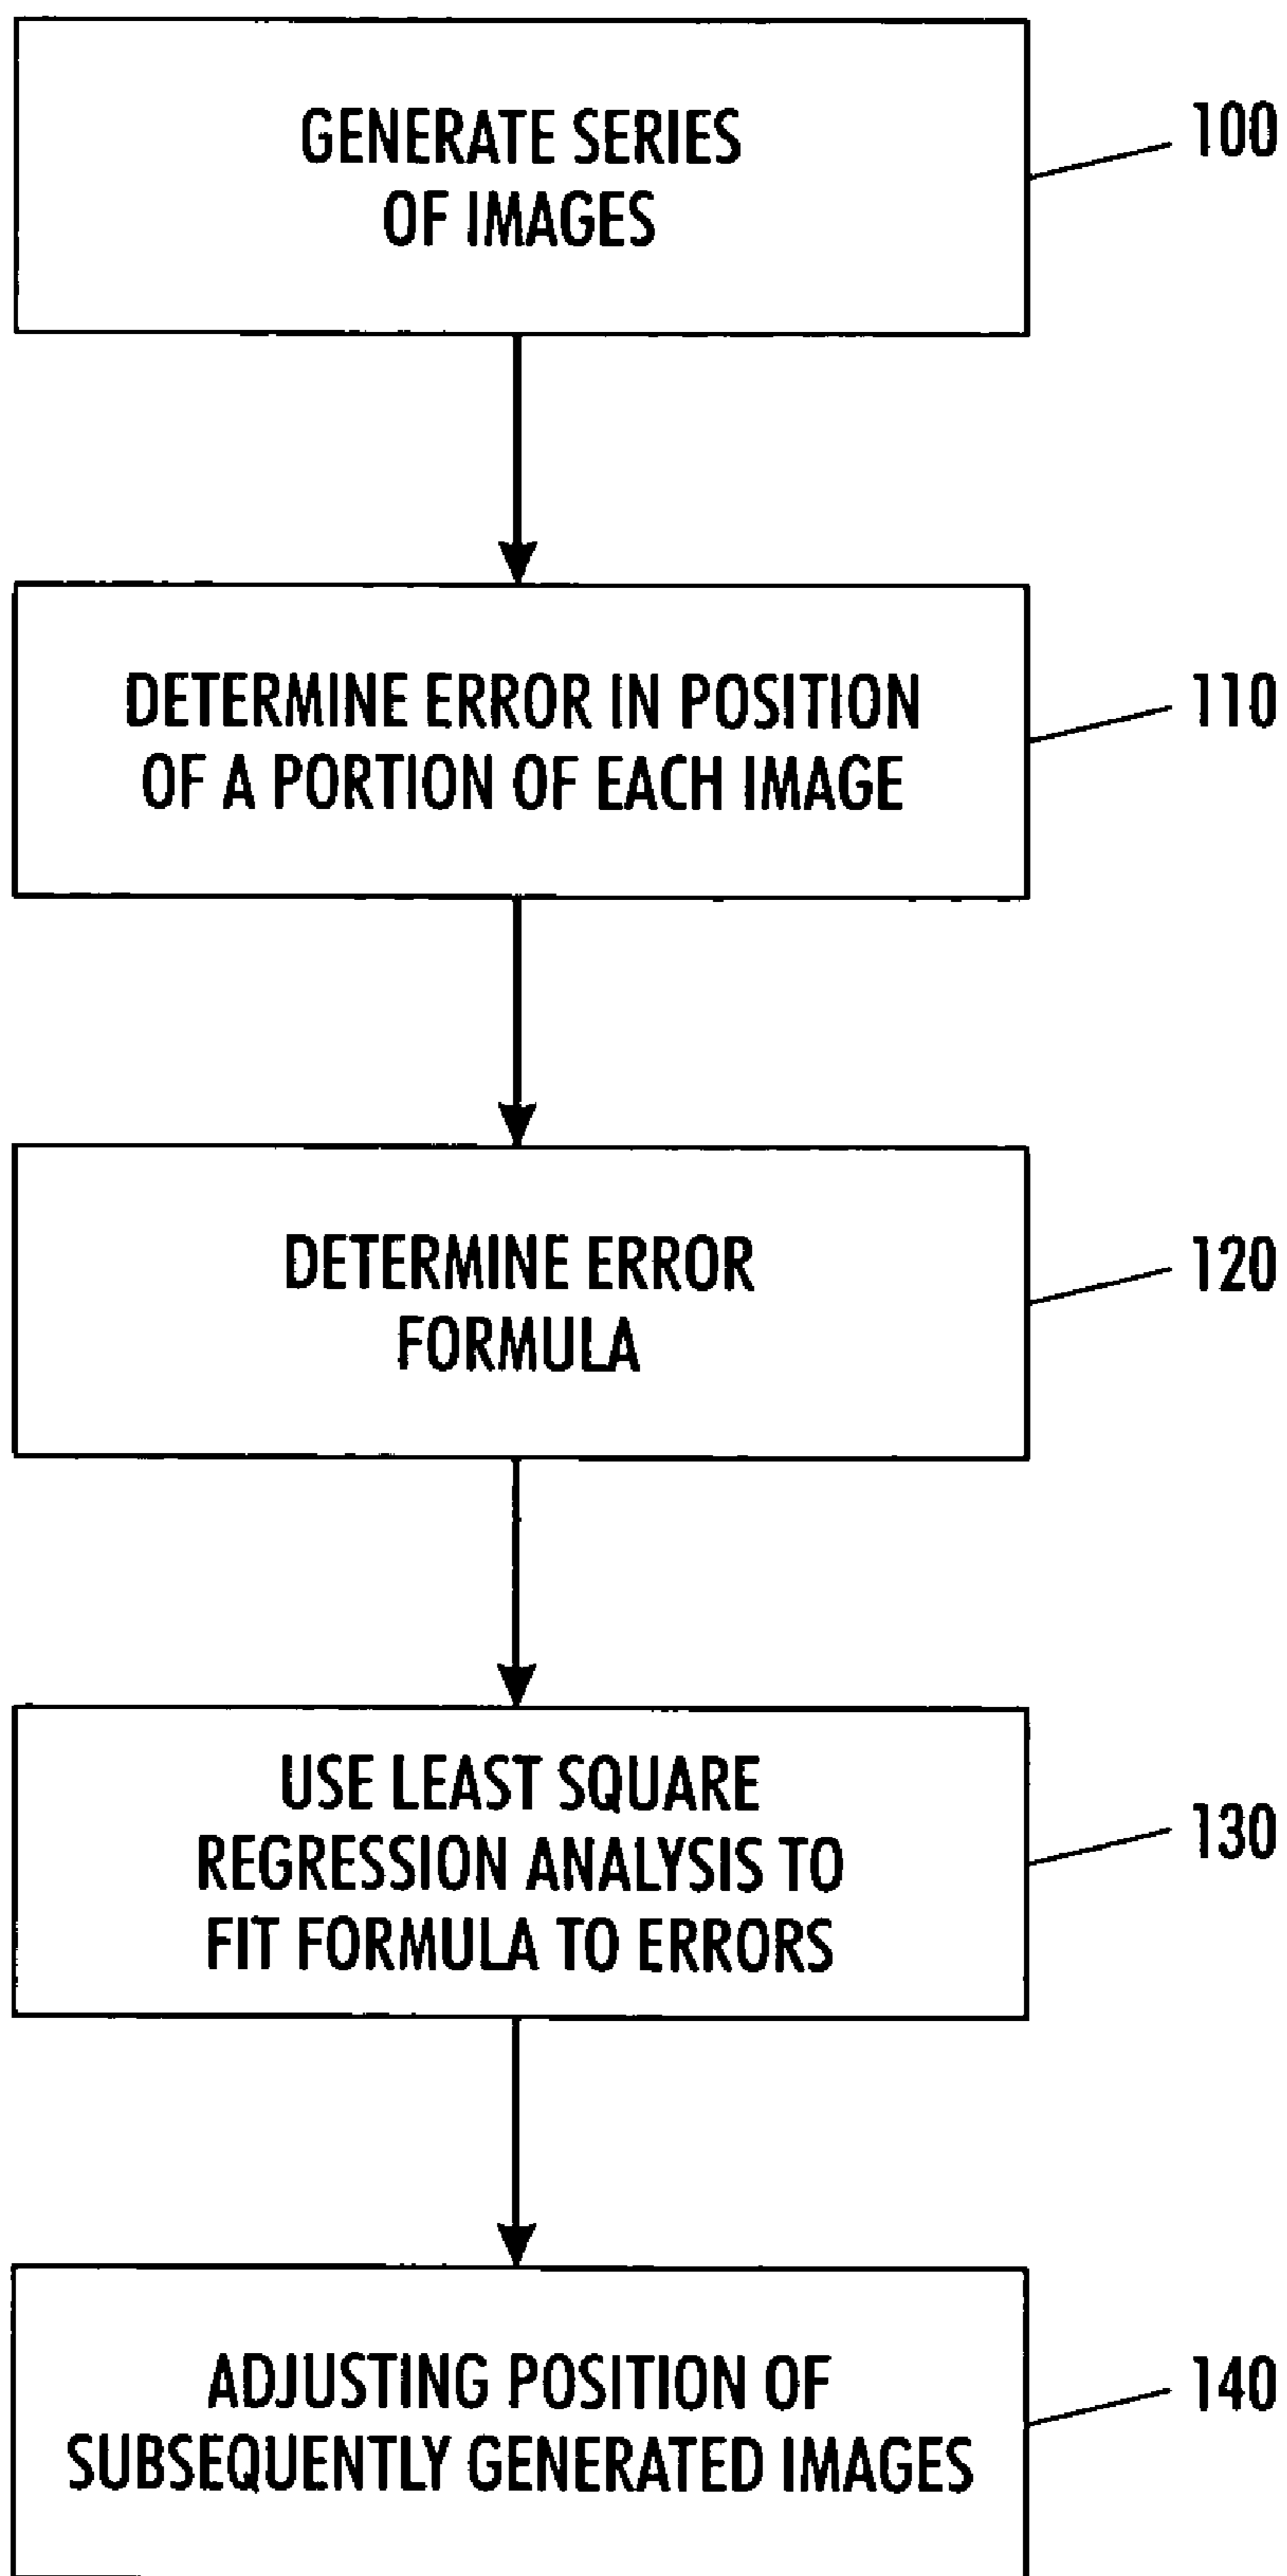 GENERATE SERIES
OF IMAGES
100
DETERMINE ERROR IN POSITION
OF A PORTION OF EACH IMAGE
110
DETERMINE ERROR
FORMULA
120
USE LEAST SQUARE
REGRESSION ANALYSIS TO
FIT FORMULA TO ERRORS
130
ADJUSTING POSITION OF
SUBSEQUENTLY GENERATED IMAGES
140